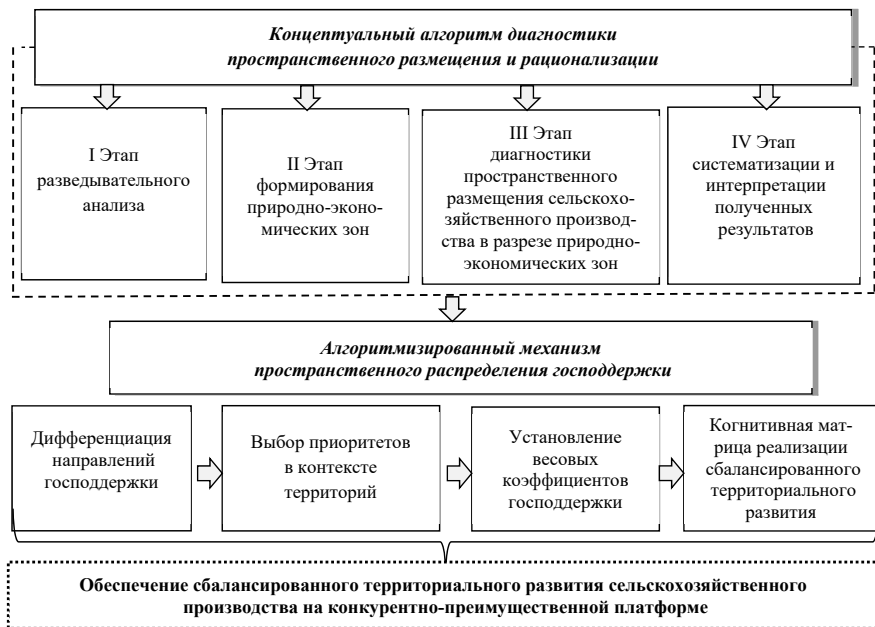 Концептуальный алгоритм диагностики
пространственного размещения и рационализации
I Этап
разведывательного
анализа
II Этап
формирования
природно-эконо-
мических зон
III Этап
диагностики
пространственного
размещения сельскохо-
зяйственного производ-
ства в разрезе природно-
экономических зон
IV Этап
систематизации и
интерпретации
полученных
результатов
Алгоритмизированный механизм
пространственного распределения господдержки
Дифференциация
направлений
господдержки
Выбор приоритетов
в контексте
территорий
Установление
весовых
коэффициентов
господдержки
Когнитивная мат-
рица реализации
сбалансированного
территориального
развития
Обеспечение сбалансированного территориального развития сельскохозяйственного
производства на конкурентно-преимущественной платформе